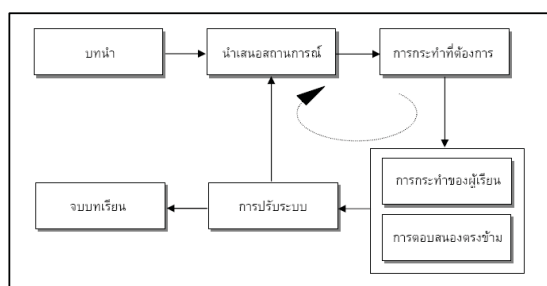 บทนำ
นำเสนอสถานการณ์
การกระทำที่ต้องการ
การกระทำของผู้เรียน
การตอบสนองตรงข้าม
การปรับระบบ
จบบทเรียน